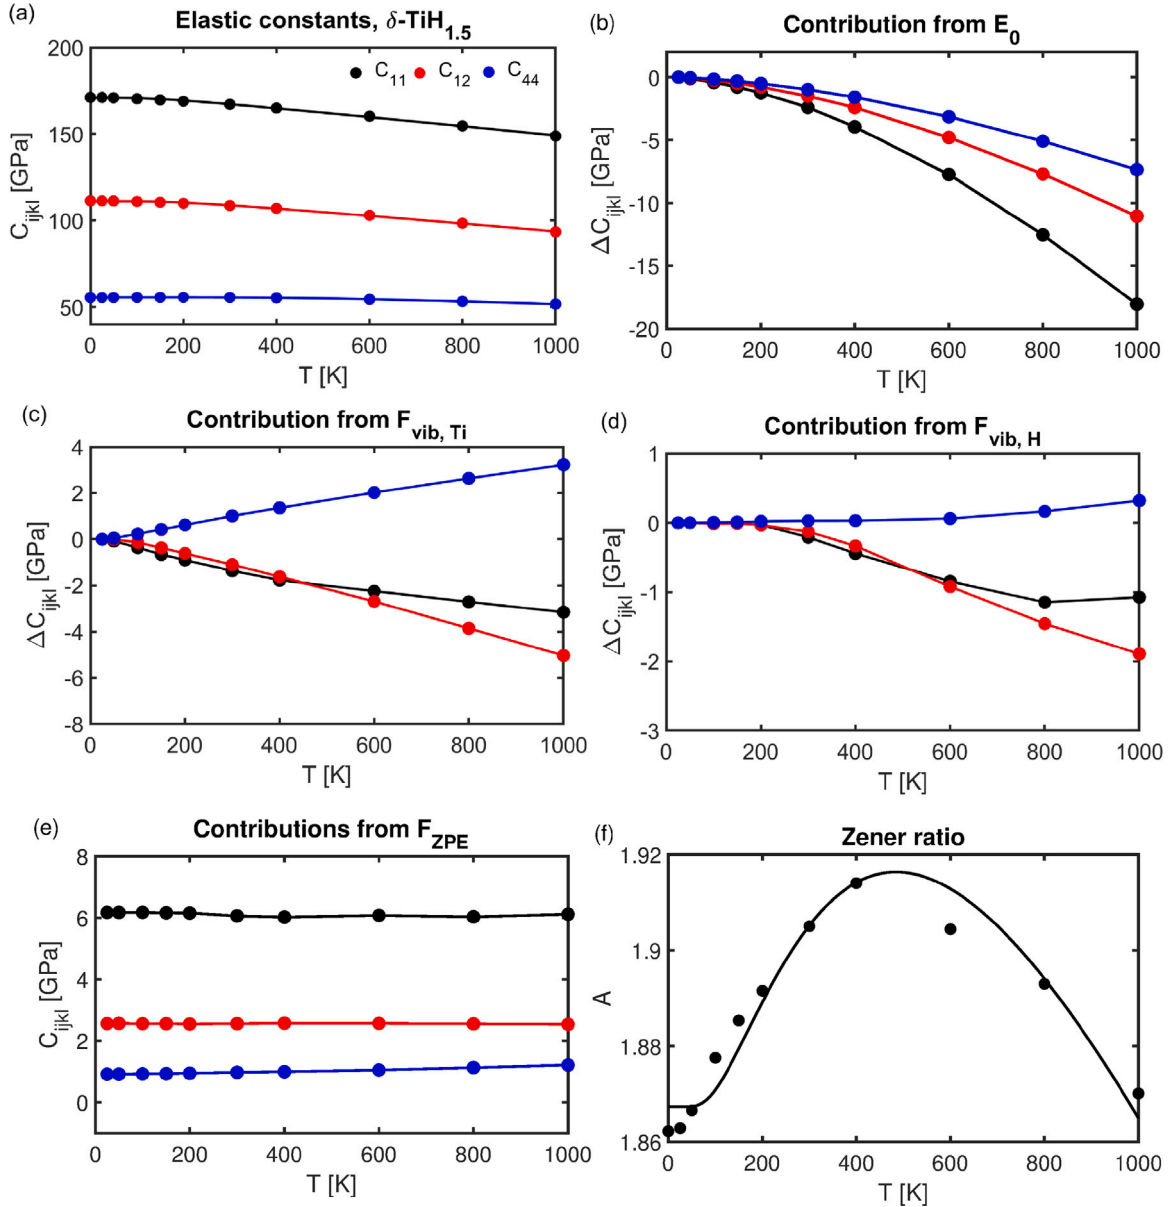 (a)
Elastic constants, δ-TiH1.5
200
150
100
50
C11 C12 C44
Cijkl [GPa]
0 200 400 600 800 1000
T [K]
(b)
Contribution from E0
0
-5
-10
-15
-20
ΔCijkl [GPa]
0 200 400 600 800 1000
T [K]
(c)
Contribution from Fvib, Ti
4
2
0
-2
-4
-6
-8
ΔCijkl [GPa]
0 200 400 600 800 1000
T [K]
(d)
Contribution from Fvib, H
1
0
-1
-2
-3
ΔCijkl [GPa]
0 200 400 600 800 1000
T [K]
(e)
Contributions from FZPE
8
6
4
2
0
Cijkl [GPa]
0 200 400 600 800 1000
T [K]
(f)
Zener ratio
1.92
1.9
1.88
1.86
A
0 200 400 600 800 1000
T [K]